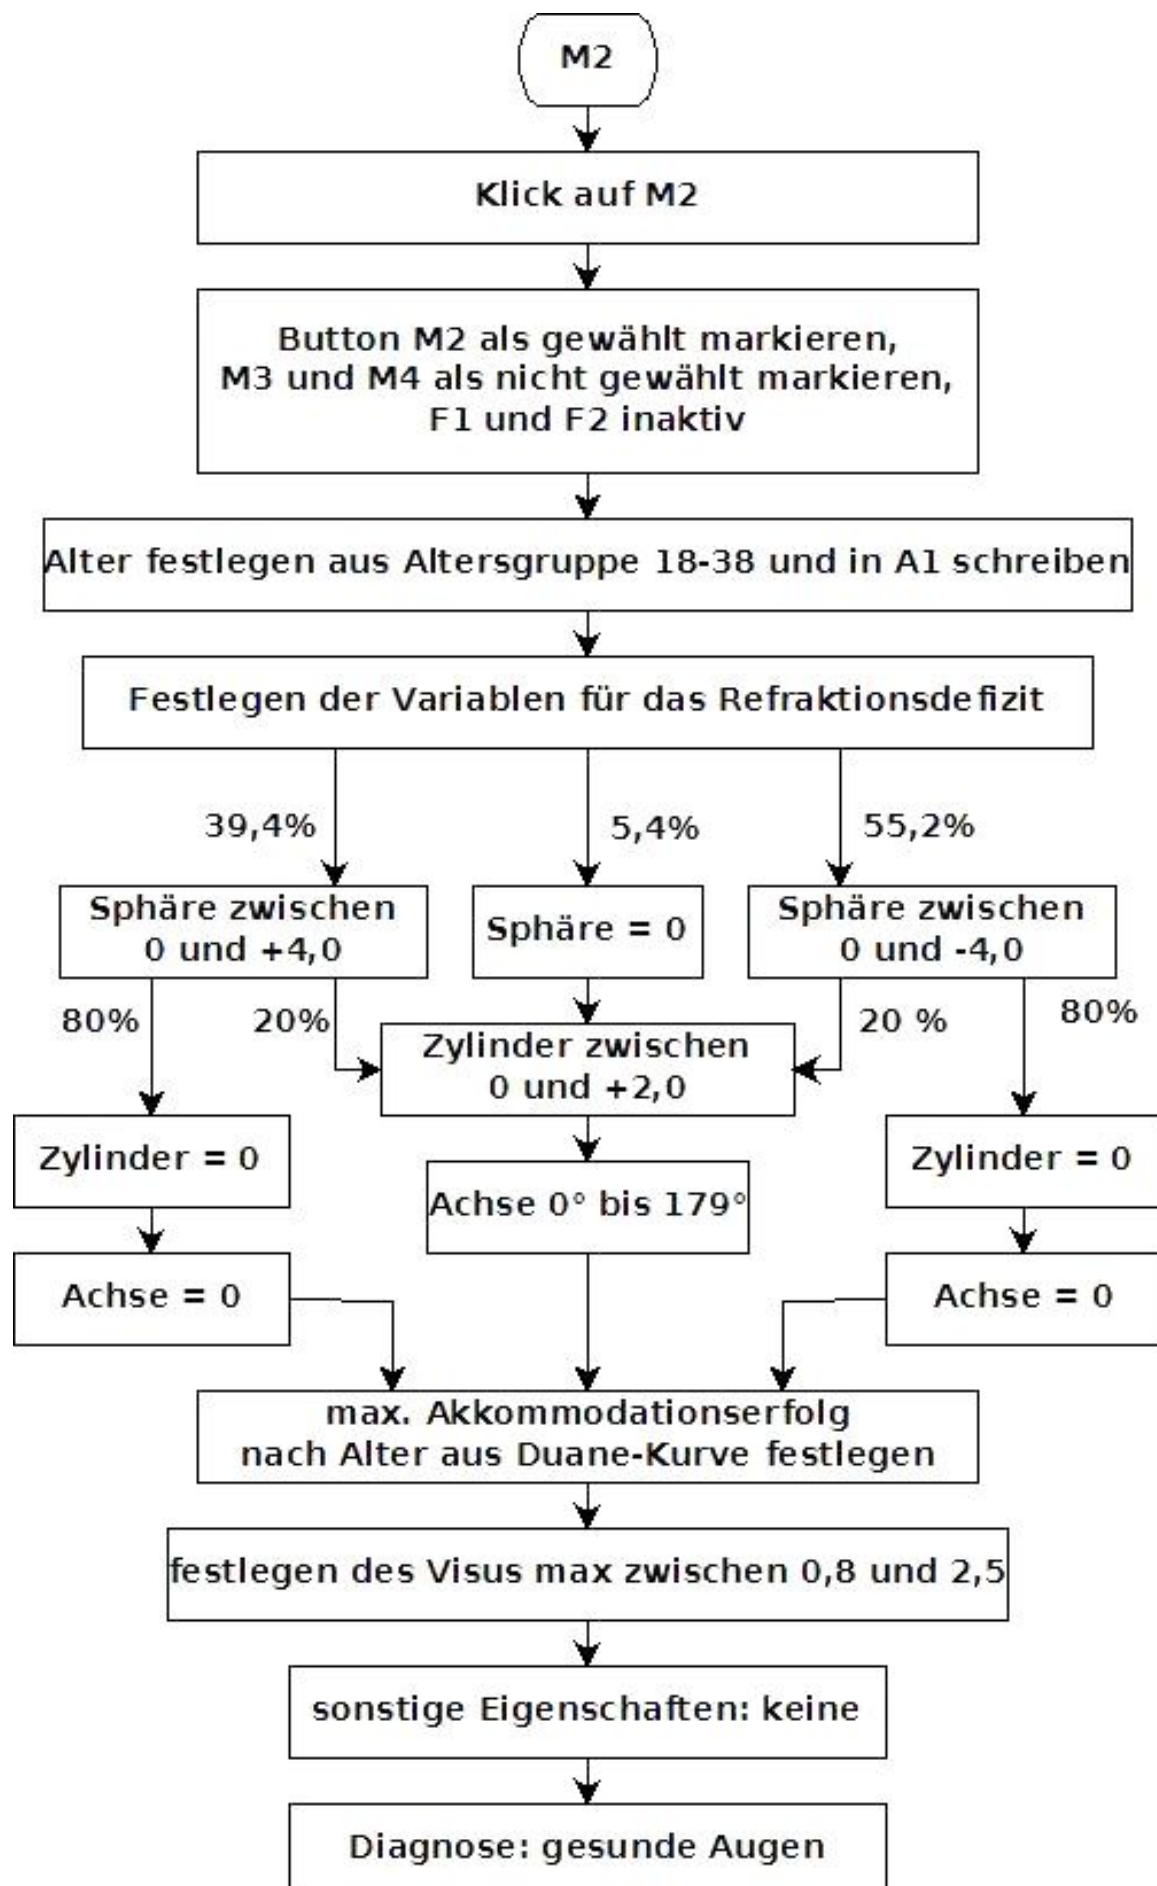 M2
Klick auf M2
Button M2 als gewählt markieren,
M3 und M4 als nicht gewählt markieren,
F1 und F2 inaktiv
Alter festlegen aus Altersgruppe 18-38 und in A1 schreiben
Festlegen der Variablen für das Refraktionsdefizit
39,4%
5,4%
55,2%
Sphäre zwischen
0 und +4,0
Sphäre = 0
Sphäre zwischen
0 und -4,0
80%
20%
20 %
80%
Zylinder zwischen
0 und +2,0
Zylinder = 0
Zylinder = 0
Achse 0° bis 179°
Achse = 0
Achse = 0
max. Akkommodationserfolg
nach Alter aus Duane-Kurve festlegen
festlegen des Visus max zwischen 0,8 und 2,5
sonstige Eigenschaften: keine
Diagnose: gesunde Augen